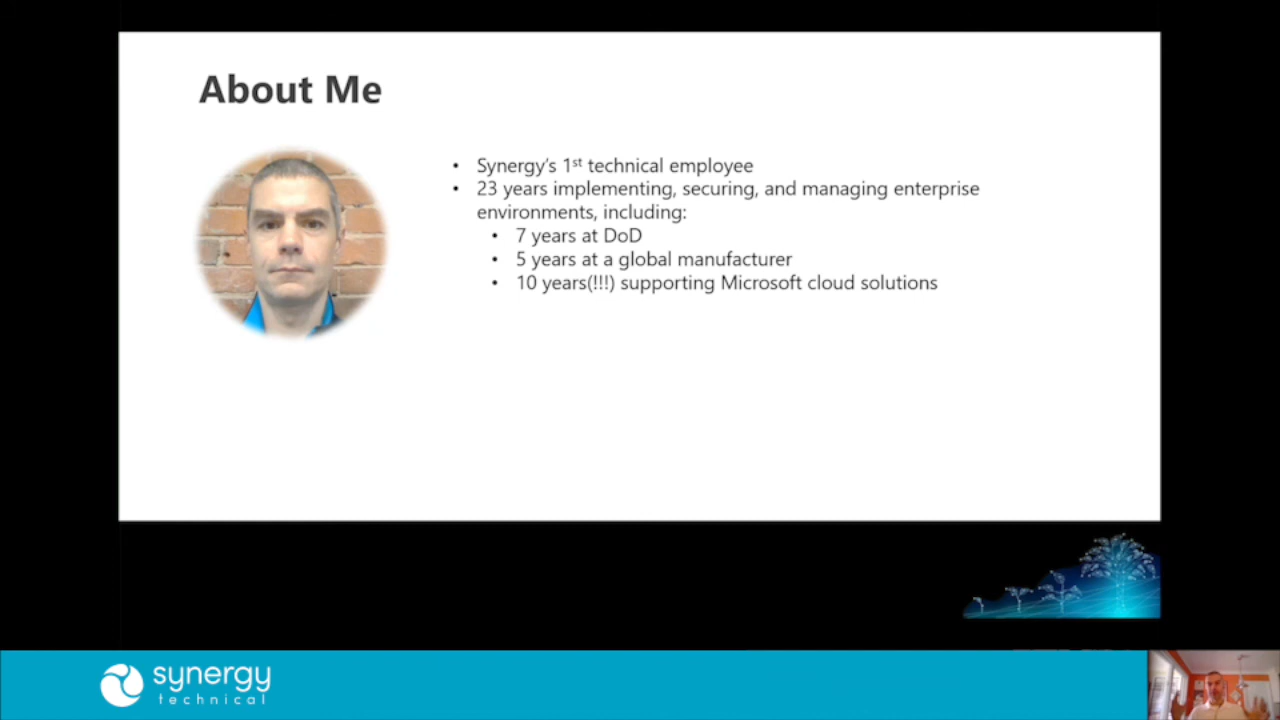 About Me
• Synergy’s 1st technical employee
• 23 years implementing, securing, and managing enterprise
environments, including:
• 7 years at DoD
• 5 years at a global manufacturer
• 10 years(!!!) supporting Microsoft cloud solutions
synergy
technical